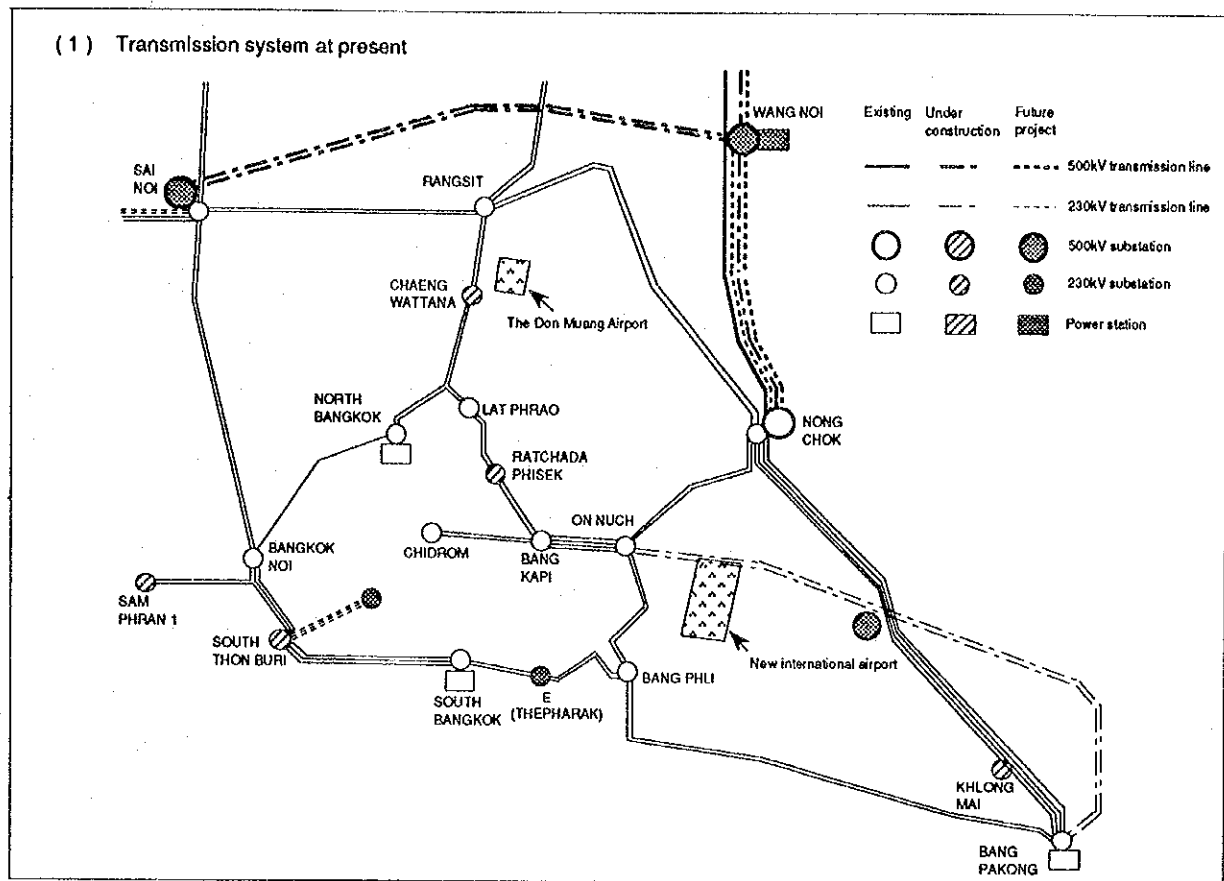 (1) Transmission system at present
WANG NOI
Existing
Under
construction
Future
project
500kV transmission line
230kV transmission line
500kV substation
230kV substation
Power station
SAI
NOI
RANGSIT
CHAENG
WATTANA
The Don Muang Airport
NORTH
BANGKOK
LAT PHRAO
NONG
CHOK
RATCHADA
PHISEK
ON NUCH
CHIDROM
BANG
KAPI
BANGKOK
NOI
SAM
PHRAN 1
SOUTH
THON BURI
New international airport
BANG PHLI
SOUTH
BANGKOK
E
(THEPHARAK)
KHLONG
MAI
BANG
PAKONG